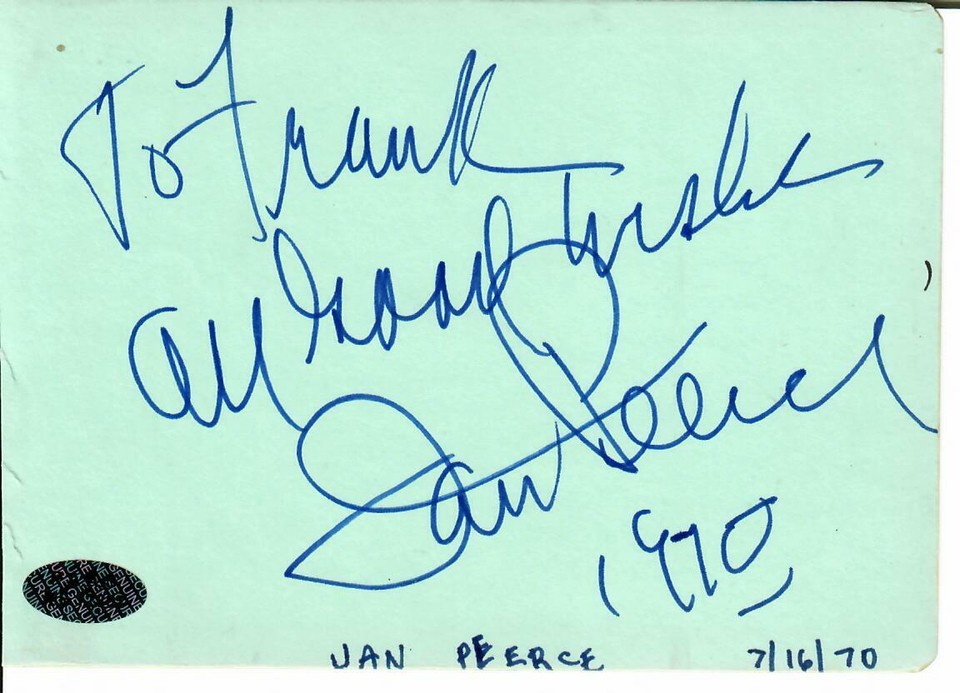 To Frank
All Good Wishes
Jan Peerce
1970
JAN PEERCE 7/16/70